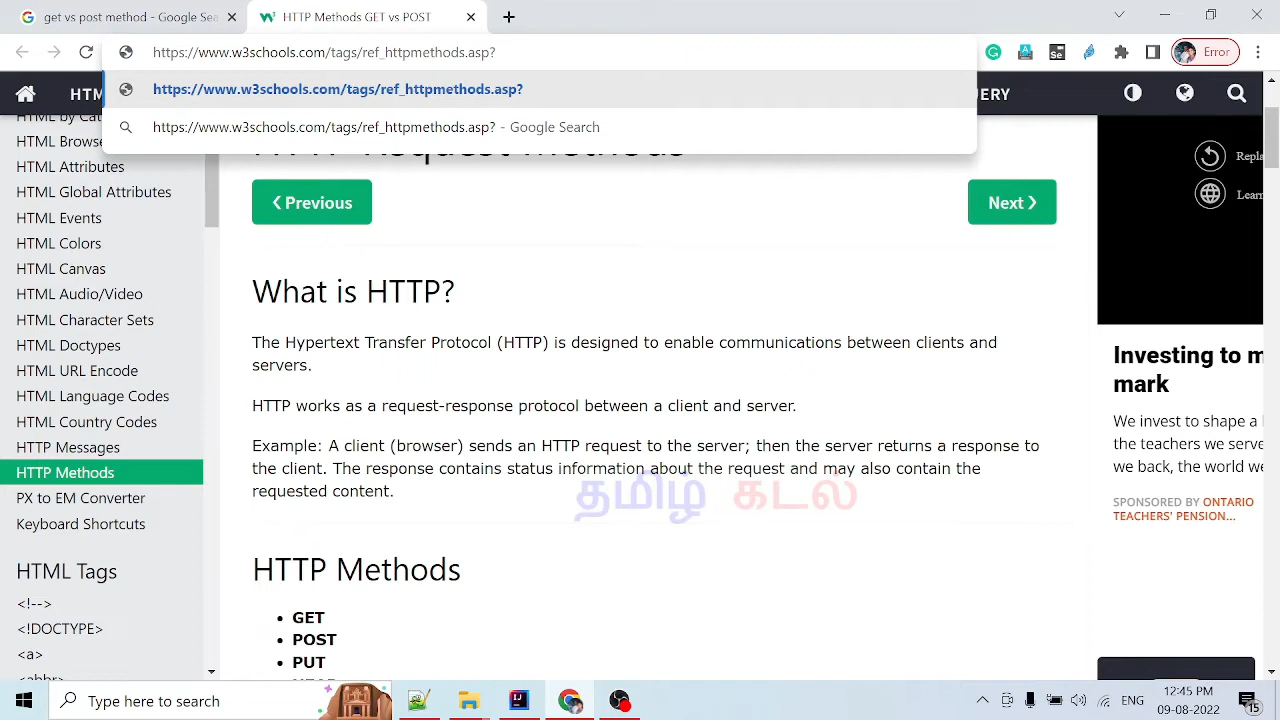 get vs post method - Google Sea
HTTP Methods GET vs POST
https://www.w3schools.com/tags/ref_httpmethods.asp?
Error
https://www.w3schools.com/tags/ref_httpmethods.asp?
https://www.w3schools.com/tags/ref_httpmethods.asp? - Google Search
HTM
ERY
HTML Browse
HTML Attributes
HTML Global Attributes
HTML Events
HTML Colors
HTML Canvas
HTML Audio/Video
HTML Character Sets
HTML Doctypes
HTML URL Encode
HTML Language Codes
HTML Country Codes
HTTP Messages
HTTP Methods
PX to EM Converter
Keyboard Shortcuts
HTML Tags
<!-->
<!DOCTYPE>
<a>
HTTP Request Methods
❮ Previous
Next ❯
What is HTTP?
The Hypertext Transfer Protocol (HTTP) is designed to enable communications between clients and
servers.
HTTP works as a request-response protocol between a client and server.
Example: A client (browser) sends an HTTP request to the server; then the server returns a response to
the client. The response contains status information about the request and may also contain the
requested content.
தமிழ் கடல்
HTTP Methods
• GET
• POST
• PUT
Repla
Learn
Investing to m
mark
We invest to shape a
the teachers we serve
we back, the world we
SPONSORED BY ONTARIO
TEACHERS' PENSION...
Type here to search
ENG
12:45 PM
09-08-2022
15